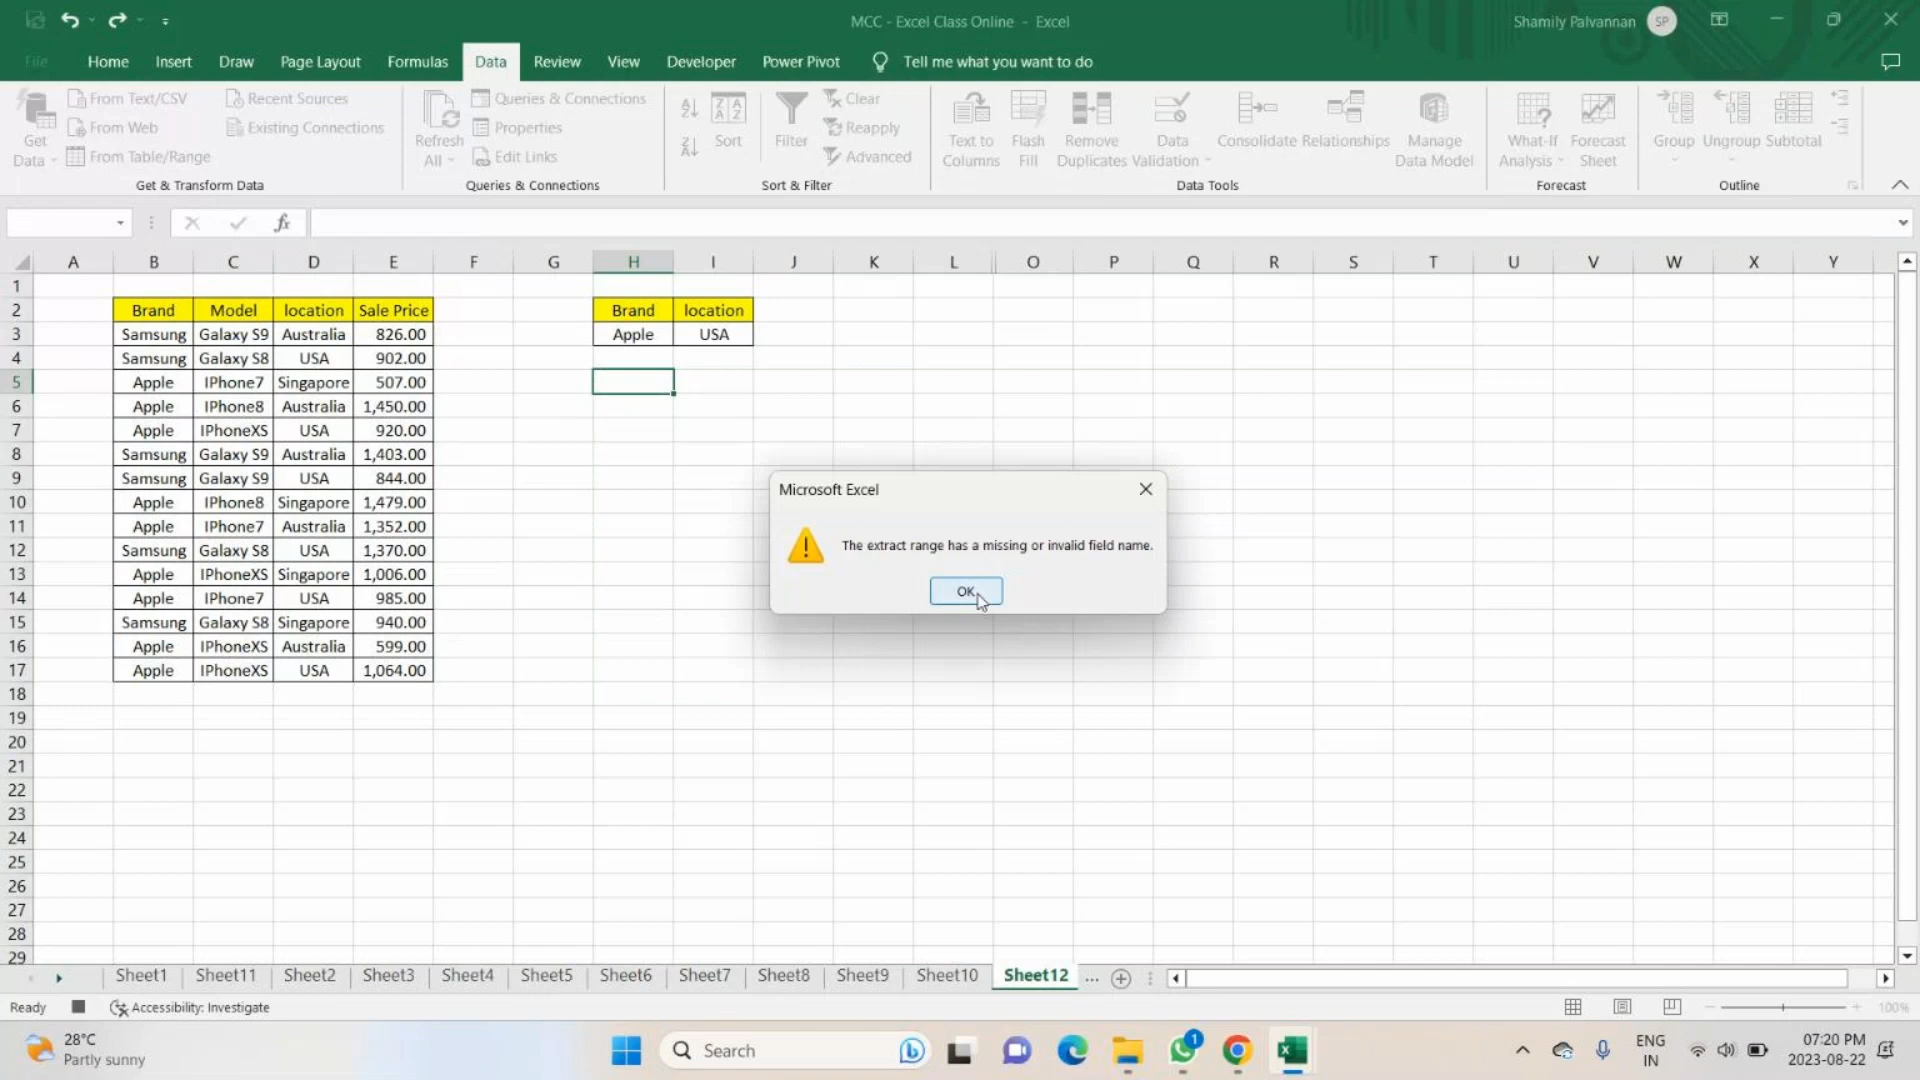 MCC - Excel Class Online - Excel
Shamily Palvannan SP
File Home Insert Draw Page Layout Formulas Data Review View Developer Power Pivot Tell me what you want to do
Get Data
From Text/CSV
From Web
From Table/Range
Recent Sources
Existing Connections
Get & Transform Data
Refresh All
Queries & Connections
Properties
Edit Links
Queries & Connections
Sort
Filter
Clear
Reapply
Advanced
Sort & Filter
Text to Columns
Flash Fill
Remove Duplicates
Data Validation
Consolidate
Relationships
Manage Data Model
Data Tools
What-If Analysis
Forecast Sheet
Forecast
Group
Ungroup
Subtotal
Outline
fx
A B C D E F G H I J K L O P Q R S T U V W X Y
1
2 Brand Model location Sale Price Brand location
3 Samsung Galaxy S9 Australia 826.00 Apple USA
4 Samsung Galaxy S8 USA 902.00
5 Apple IPhone7 Singapore 507.00
6 Apple IPhone8 Australia 1,450.00
7 Apple IPhoneXS USA 920.00
8 Samsung Galaxy S9 Australia 1,403.00
9 Samsung Galaxy S9 USA 844.00
10 Apple IPhone8 Singapore 1,479.00
11 Apple IPhone7 Australia 1,352.00
12 Samsung Galaxy S8 USA 1,370.00
13 Apple IPhoneXS Singapore 1,006.00
14 Apple IPhone7 USA 985.00
15 Samsung Galaxy S8 Singapore 940.00
16 Apple IPhoneXS Australia 599.00
17 Apple IPhoneXS USA 1,064.00
18
19
20
21
22
23
24
25
26
27
28
29
Microsoft Excel
The extract range has a missing or invalid field name.
OK
Sheet1 Sheet11 Sheet2 Sheet3 Sheet4 Sheet5 Sheet6 Sheet7 Sheet8 Sheet9 Sheet10 Sheet12 ...
Ready Accessibility: Investigate 100%
28°C
Partly sunny
Search
1
ENG
IN
07:20 PM
2023-08-22